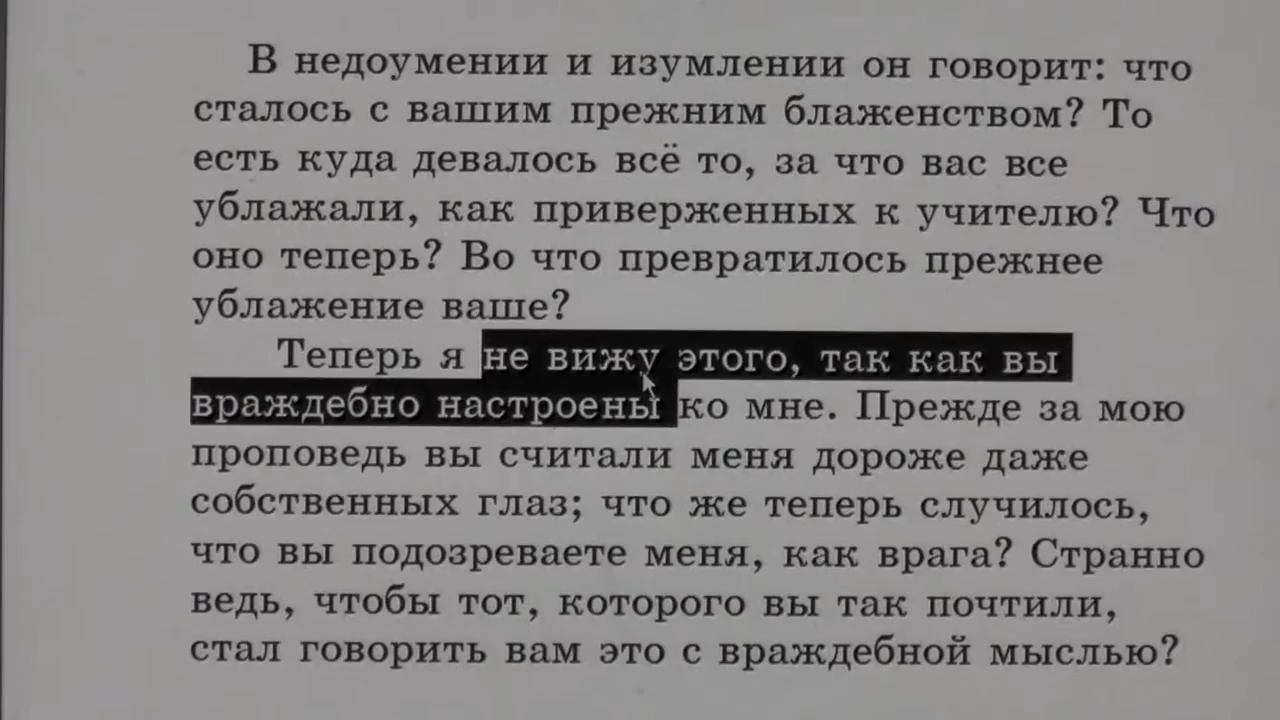 В недоумении и изумлении он говорит: что
сталось с вашим прежним блаженством? То
есть куда девалось всё то, за что вас все
ублажали, как приверженных к учителю? Что
оно теперь? Во что превратилось прежнее
ублажение ваше?
Теперь я не вижу этого, так как вы
враждебно настроены ко мне. Прежде за мою
проповедь вы считали меня дороже даже
собственных глаз; что же теперь случилось,
что вы подозреваете меня, как врага? Странно
ведь, чтобы тот, которого вы так почтили,
стал говорить вам это с враждебной мыслью?